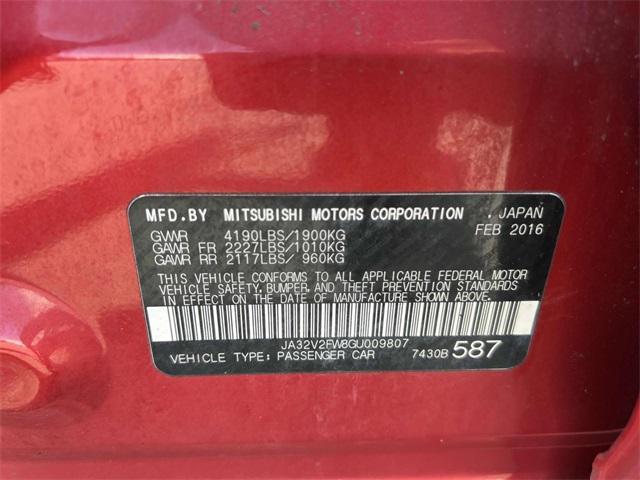 MFD.BY MITSUBISHI MOTORS CORPORATION , JAPAN
GVWR 4190LBS/1900KG FEB 2016
GAWR FR 2227LBS/1010KG
GAWR RR 2117LBS/ 960KG
THIS VEHICLE CONFORMS TO ALL APPLICABLE FEDERAL MOTOR
VEHICLE SAFETY,BUMPER,AND THEFT PREVENTION STANDARDS
IN EFFECT ON THE DATE OF MANUFACTURE SHOWN ABOVE.
JA32V2FW8GU009807
VEHICLE TYPE: PASSENGER CAR 7430B 587